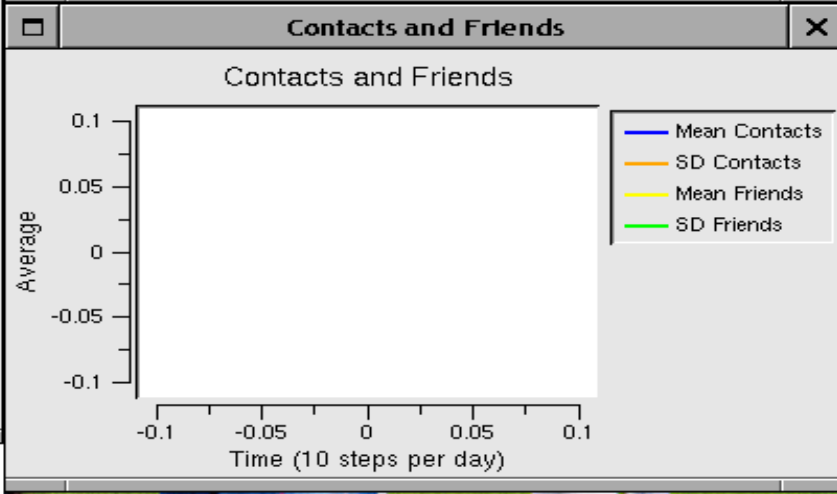 Contacts and Friends
Contacts and Friends
0.1
0.05
0
-0.05
-0.1
Average
-0.1 -0.05 0 0.05 0.1
Time (10 steps per day)
Mean Contacts
SD Contacts
Mean Friends
SD Friends